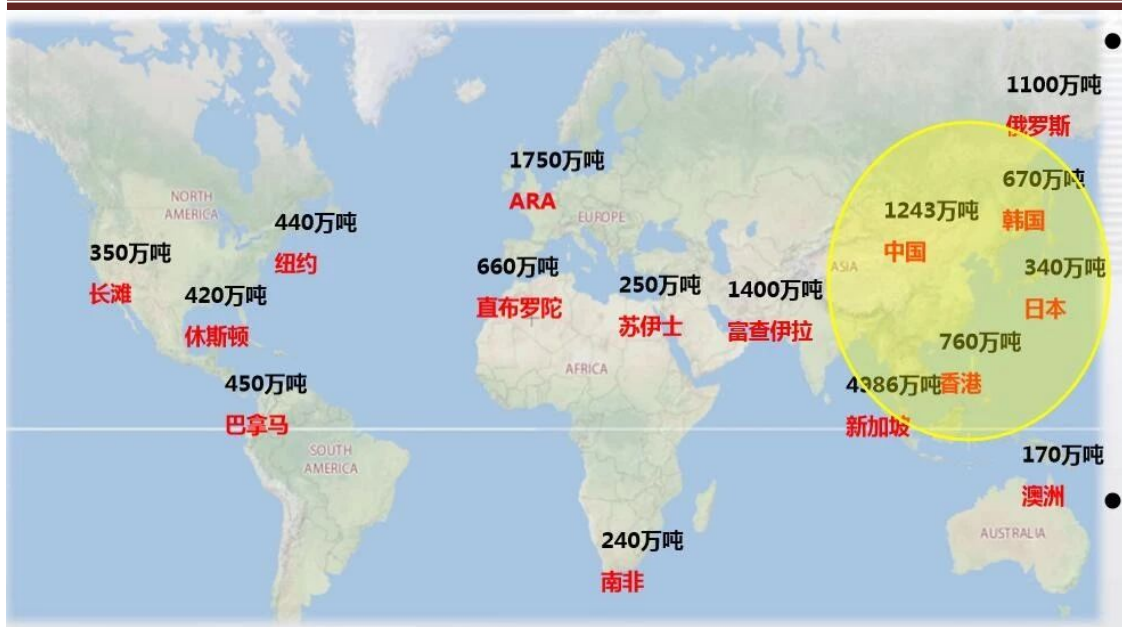 1100万吨
俄罗斯
1750万吨
ARA
670万吨
韩国
NORTH
AMERICA
440万吨
纽约
EUROPE
1243万吨
中国
350万吨
长滩
660万吨
直布罗陀
250万吨
苏伊士
1400万吨
富查伊拉
ASIA
340万吨
日本
420万吨
休斯顿
760万吨
香港
450万吨
巴拿马
AFRICA
4986万吨
新加坡
SOUTH
AMERICA
170万吨
澳洲
AUSTRALIA
240万吨
南非